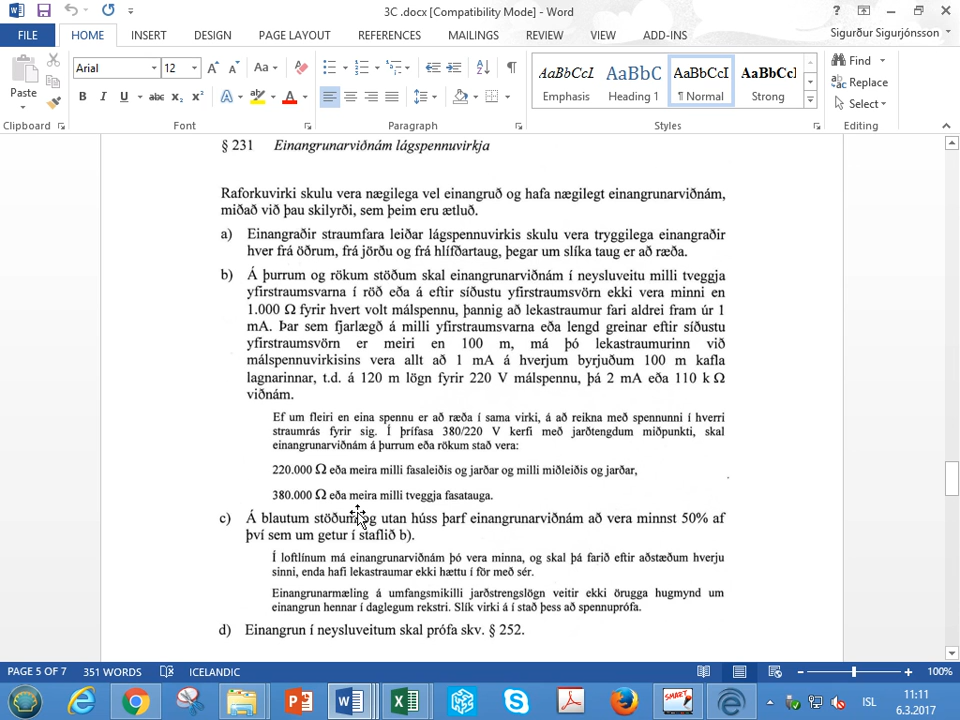 3C .docx [Compatibility Mode] - Word
FILE HOME INSERT DESIGN PAGE LAYOUT REFERENCES MAILINGS REVIEW VIEW ADD-INS
Sigurður Sigurjónsson
Paste
Arial 12
Find
Replace
Select
AaBbCcI AaBbC AaBbCcI AaBbCcl
Emphasis Heading 1 ¶ Normal Strong
Clipboard Font Paragraph Styles Editing
§ 231 Einangrunarviðnám lágspennuvirkja
Raforkuvirki skulu vera nægilega vel einangruð og hafa nægilegt einangrunarviðnám,
miðað við þau skilyrði, sem þeim eru ætluð.
a) Einangraðir straumfara leiðar lágspennuvirkis skulu vera tryggilega einangraðir
hver frá öðrum, frá jörðu og frá hlífðartaug, þegar um slíka taug er að ræða.
b) Á þurrum og rökum stöðum skal einangrunarviðnám í neysluveitu milli tveggja
yfirstraumsvarna í röð eða á eftir síðustu yfirstraumsvörn ekki vera minni en
1.000 Ω fyrir hvert volt málspennu, þannig að lekastraumur fari aldrei fram úr 1
mA. Þar sem fjarlægð á milli yfirstraumsvarna eða lengd greinar eftir síðustu
yfirstraumsvörn er meiri en 100 m, má þó lekastraumurinn við
málspennuvirkisins vera allt að 1 mA á hverjum byrjuðum 100 m kafla
lagnarinnar, t.d. á 120 m lögn fyrir 220 V málspennu, þá 2 mA eða 110 k Ω
viðnám.
Ef um fleiri en eina spennu er að ræða í sama virki, á að reikna með spennunni í hverri
straumrás fyrir sig. Í þrífasa 380/220 V kerfi með jarðtengdum miðpunkti, skal
einangrunarviðnám á þurrum eða rökum stað vera:
220.000 Ω eða meira milli fasaleiðis og jarðar og milli miðleiðis og jarðar,
380.000 Ω eða meira milli tveggja fasatauga.
c) Á blautum stöðum og utan húss þarf einangrunarviðnám að vera minnst 50% af
því sem um getur í staflið b).
Í loftlínum má einangrunarviðnám þó vera minna, og skal þá farið eftir aðstæðum hverju
sinni, enda hafi lekastraumar ekki hættu í för með sér.
Einangrunarmæling á umfangsmikilli jarðstrengslögn veitir ekki örugga hugmynd um
einangrun hennar í daglegum rekstri. Slík virki á í stað þess að spennuprófa.
d) Einangrun í neysluveitum skal prófa skv. § 252.
PAGE 5 OF 7 351 WORDS ICELANDIC 100%
ISL 11:11
6.3.2017